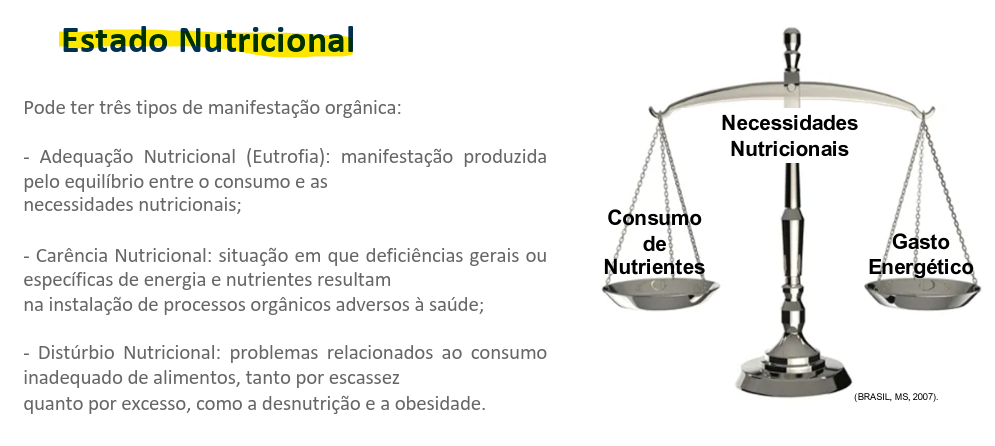 Estado Nutricional
Pode ter três tipos de manifestação orgânica:
- Adequação Nutricional (Eutrofia): manifestação produzida
pelo equilíbrio entre o consumo e as
necessidades nutricionais;
- Carência Nutricional: situação em que deficiências gerais ou
específicas de energia e nutrientes resultam
na instalação de processos orgânicos adversos à saúde;
- Distúrbio Nutricional: problemas relacionados ao consumo
inadequado de alimentos, tanto por escassez
quanto por excesso, como a desnutrição e a obesidade.
Necessidades
Nutricionais
Consumo
de
Nutrientes
Gasto
Energético
(BRASIL, MS, 2007).